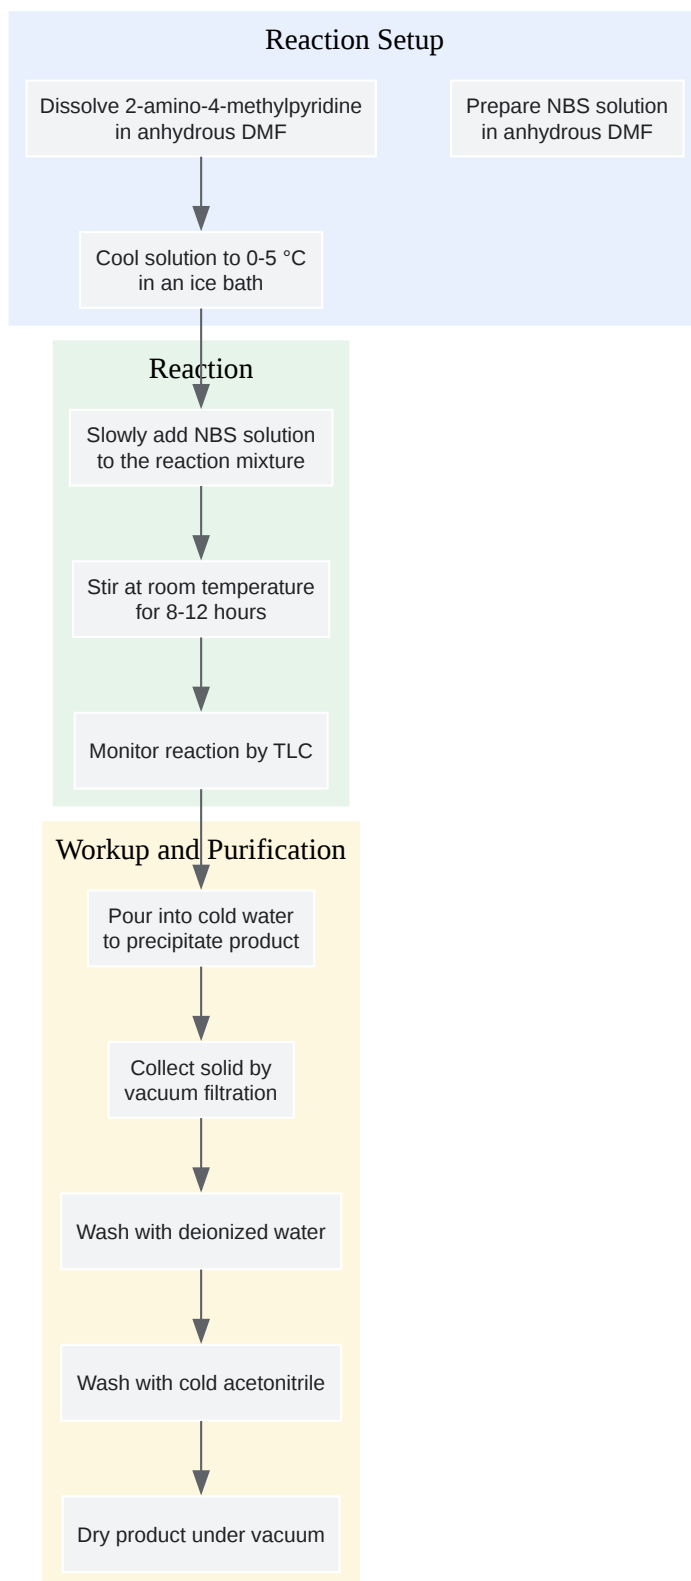 Reaction Setup
Dissolve 2-amino-4-methylpyridine
in anhydrous DMF
Prepare NBS solution
in anhydrous DMF
Cool solution to 0-5 °C
in an ice bath
Reaction
Slowly add NBS solution
to the reaction mixture
Stir at room temperature
for 8-12 hours
Monitor reaction by TLC
Workup and Purification
Pour into cold water
to precipitate product
Collect solid by
vacuum filtration
Wash with deionized water
Wash with cold acetonitrile
Dry product under vacuum